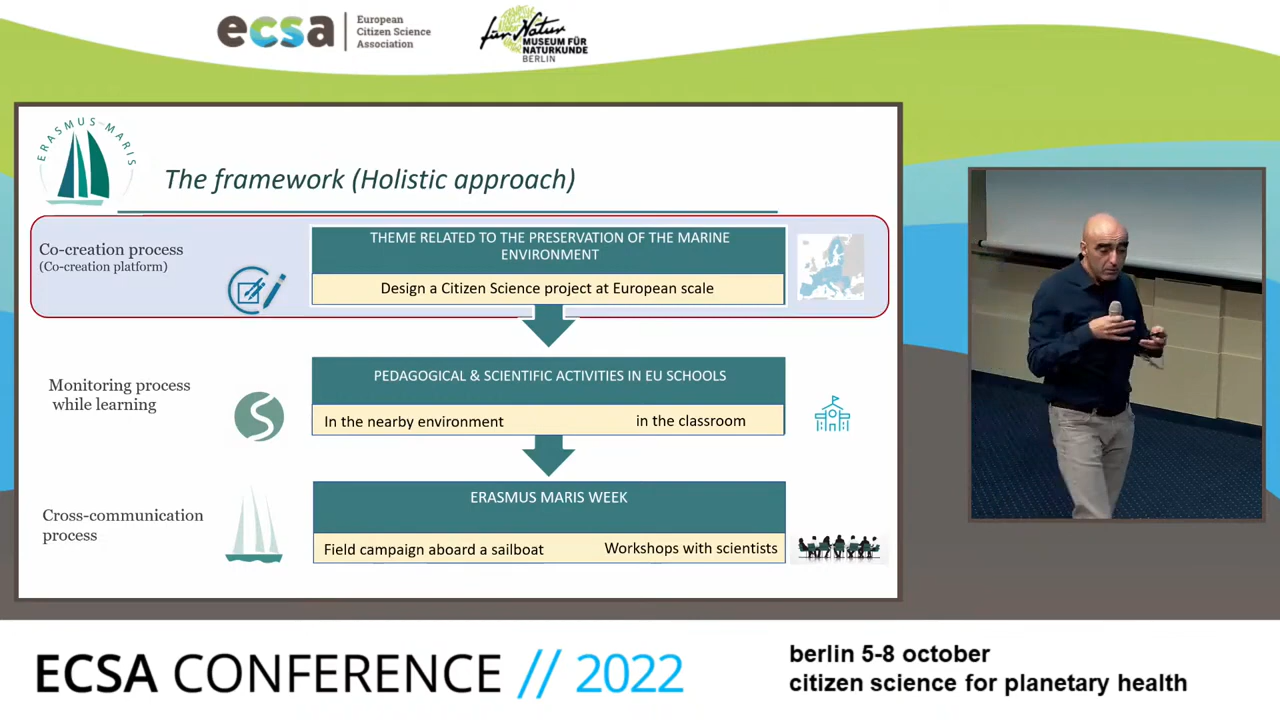 ecsa
European
Citizen Science
Association
für Natur
MUSEUM FÜR
NATURKUNDE
BERLIN
ERASMUS-MARIS
The framework (Holistic approach)
Co-creation process
(Co-creation platform)
THEME RELATED TO THE PRESERVATION OF THE MARINE
ENVIRONMENT
Design a Citizen Science project at European scale
Monitoring process
while learning
PEDAGOGICAL & SCIENTIFIC ACTIVITIES IN EU SCHOOLS
In the nearby environment in the classroom
Cross-communication
process
ERASMUS MARIS WEEK
Field campaign aboard a sailboat Workshops with scientists
ECSA CONFERENCE // 2022
berlin 5-8 october
citizen science for planetary health